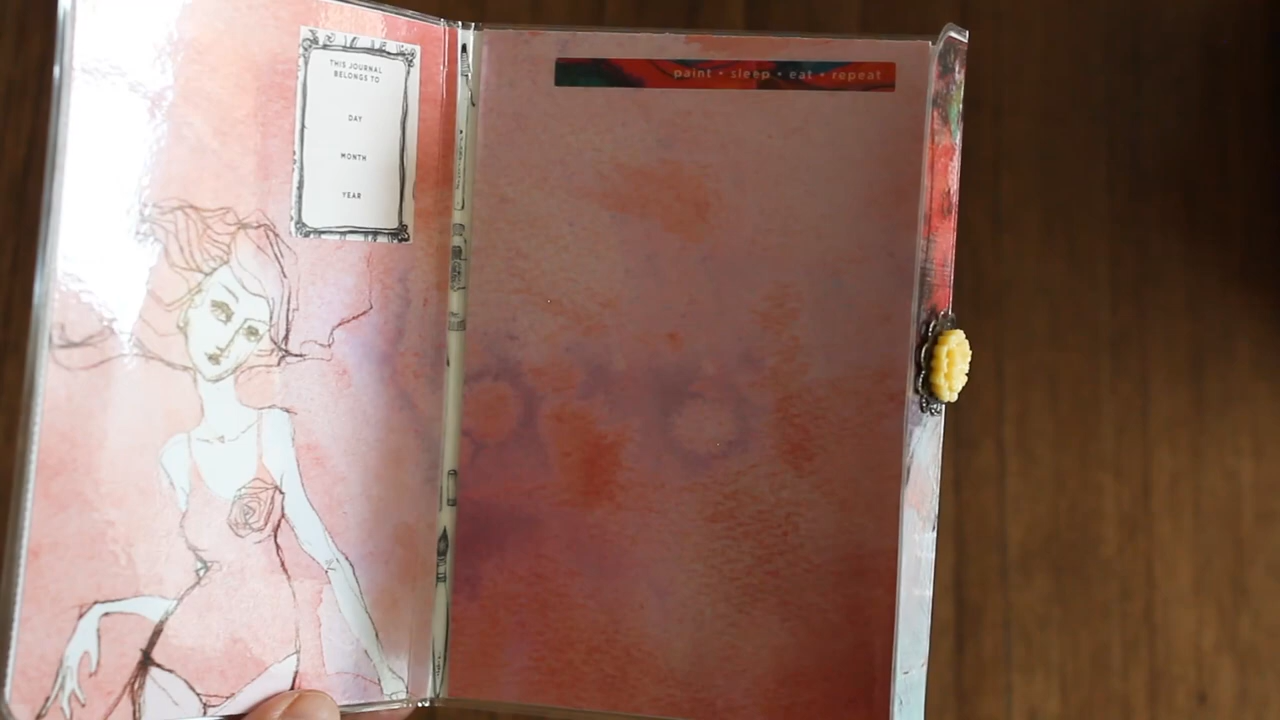 THIS JOURNAL
BELONGS TO
DAY
MONTH
YEAR
paint • sleep • eat • repeat